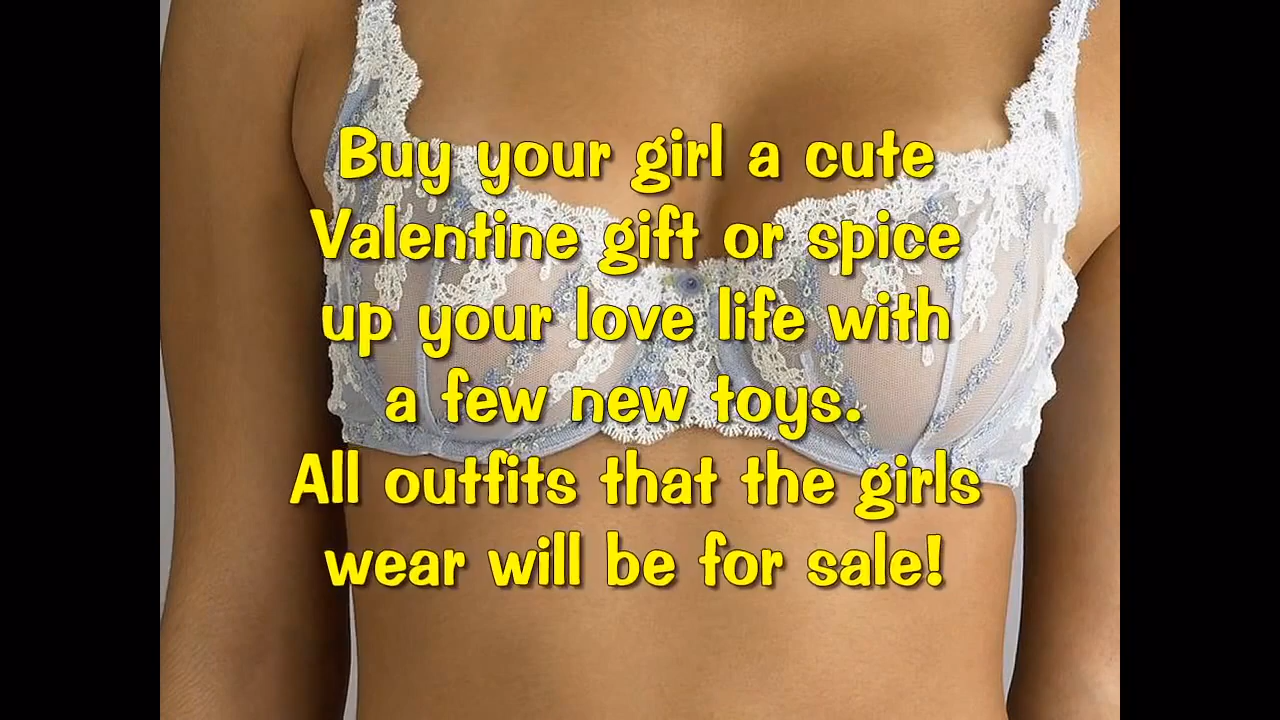 Buy your girl a cute
Valentine gift or spice
up your love life with
a few new toys.
All outfits that the girls
wear will be for sale!